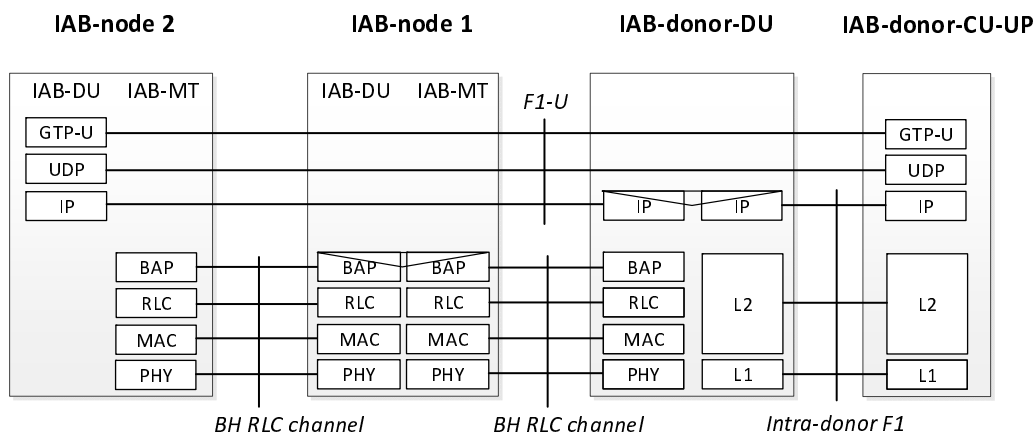 IAB-node 2 IAB-node 1 IAB-donor-DU IAB-donor-CU-UP
IAB-DU IAB-MT IAB-DU IAB-MT
F1-U
GTP-U GTP-U
UDP UDP
IP IP IP IP
BAP BAP BAP BAP
RLC RLC RLC RLC
L2 L2
MAC MAC MAC MAC
PHY PHY PHY PHY L1 L1
BH RLC channel BH RLC channel Intra-donor F1